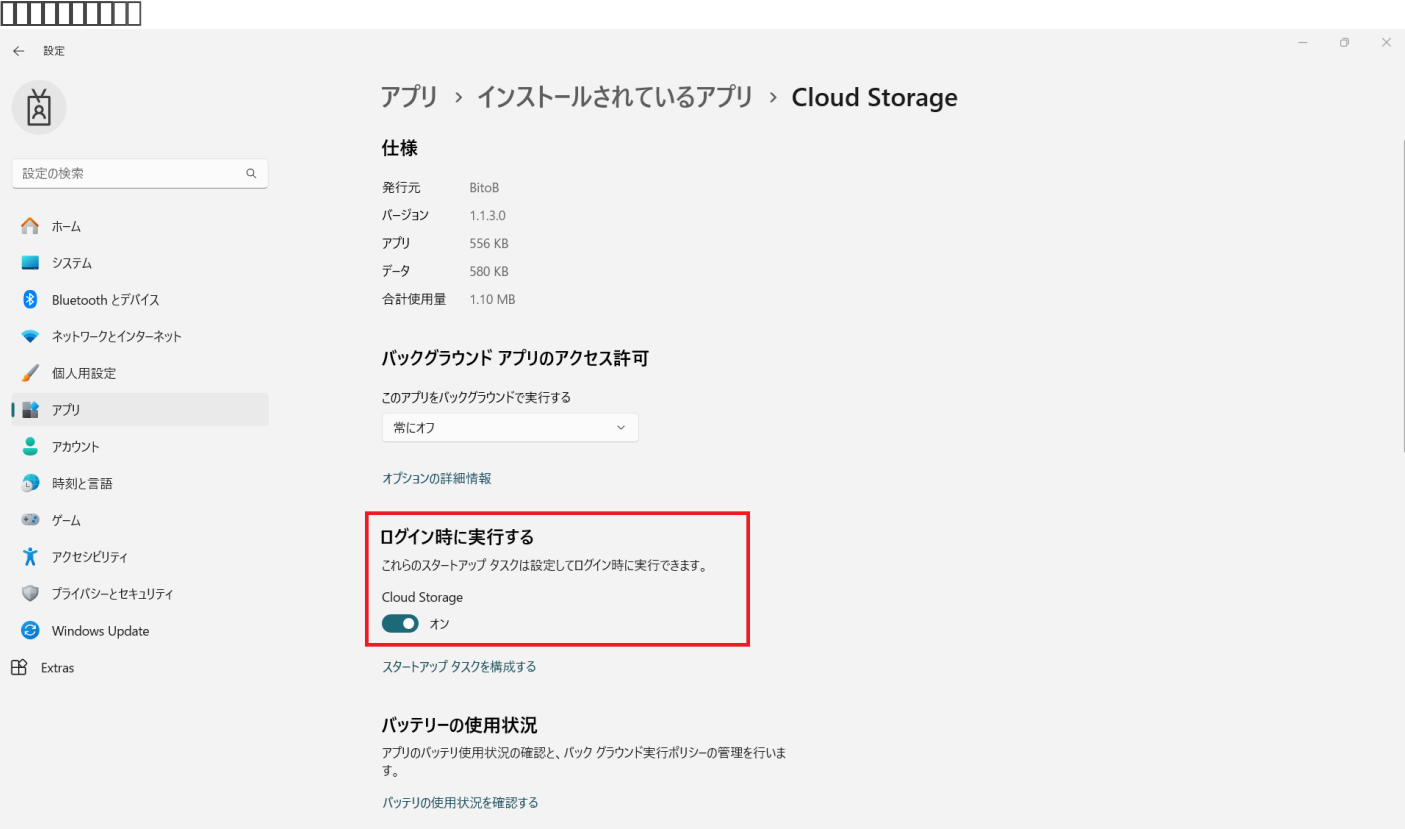 設定
アプリ › インストールされているアプリ › Cloud Storage
設定の検索
ホーム
システム
Bluetooth とデバイス
ネットワークとインターネット
個人用設定
アプリ
アカウント
時刻と言語
ゲーム
アクセシビリティ
プライバシーとセキュリティ
Windows Update
Extras
仕様
発行元 BitoB
バージョン 1.1.3.0
アプリ 556 KB
データ 580 KB
合計使用量 1.10 MB
バックグラウンド アプリのアクセス許可
このアプリをバックグラウンドで実行する
常にオフ
オプションの詳細情報
ログイン時に実行する
これらのスタートアップ タスクは設定してログイン時に実行できます。
Cloud Storage
オン
スタートアップ タスクを構成する
バッテリーの使用状況
アプリのバッテリ使用状況の確認と、バック グラウンド実行ポリシーの管理を行いま
す。
バッテリの使用状況を確認する